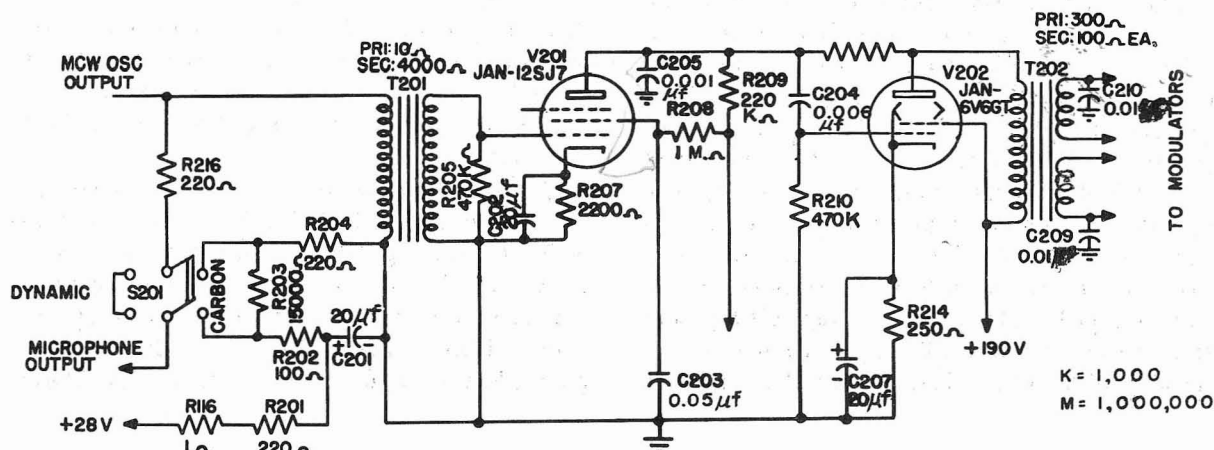 MCW OSC
OUTPUT
R216
220Ω
DYNAMIC
S201
CARBON
MICROPHONE
OUTPUT
+28V
R116
1Ω
R201
220Ω
R203
15000Ω
R204
220Ω
R202
100Ω
20μf
+
-
C201
PRI:10Ω
SEC:4000Ω
T201
R205
470K
C202
20μf
V201
JAN-12SJ7
R207
2200Ω
C205
0.001
μf
R208
1 M.Ω
R209
220
KΩ
C203
0.05μf
C204
0.006
μf
R210
470K
V202
JAN-
6V6GT
+
-
C207
20μf
R214
250Ω
+190V
PRI:300Ω
SEC:100Ω EA.
T202
C210
0.01
C209
0.01
TO MODULATORS
K = 1,000
M = 1,000,000